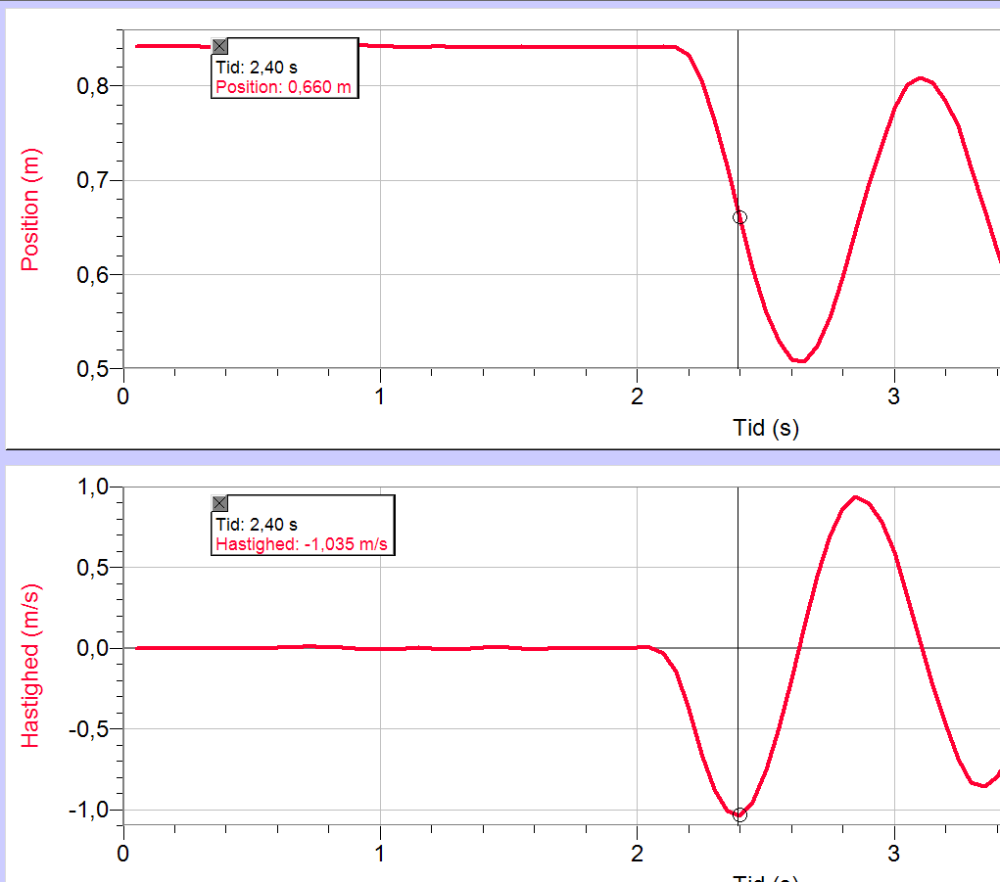 Tid: 2,40 s
Position: 0,660 m
Position (m)
0,8
0,7
0,6
0,5
0 1 2 3
Tid (s)
Tid: 2,40 s
Hastighed: -1,035 m/s
Hastighed (m/s)
1,0
0,5
0,0
-0,5
-1,0
0 1 2 3
Tid (s)